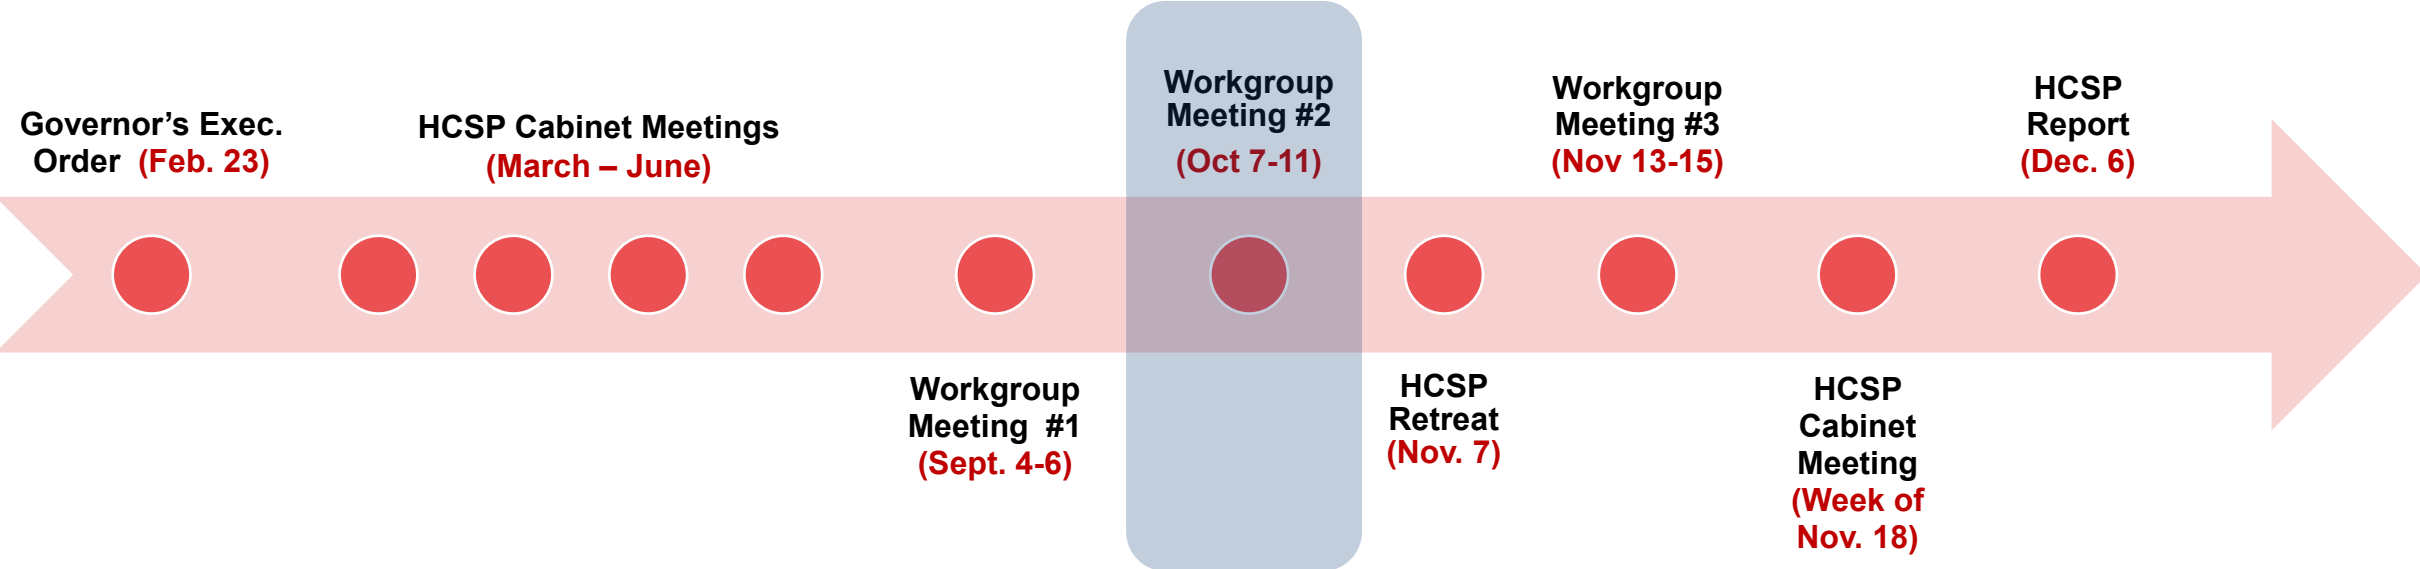 Governor’s Exec.
Order  (Feb. 23)
HCSP Cabinet Meetings
(March – June)
Workgroup
Meeting  #1
(Sept. 4-6)
Workgroup
Meeting #2
(Oct 7-11)
HCSP
Retreat
(Nov. 7)
Workgroup
Meeting #3
(Nov 13-15)
HCSP
Cabinet
Meeting
(Week of
Nov. 18)
HCSP
Report
(Dec. 6)